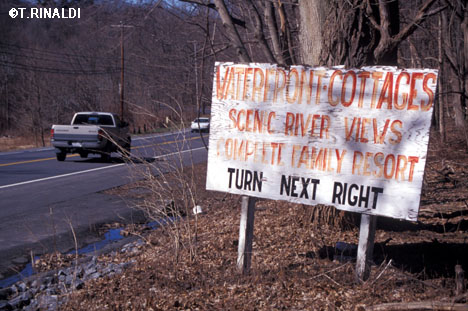 ©T.RINALDI
WATERFRONT COTTAGES
SCENIC RIVER VIEWS
COMPLETE FAMILY RESORT
TURN NEXT RIGHT